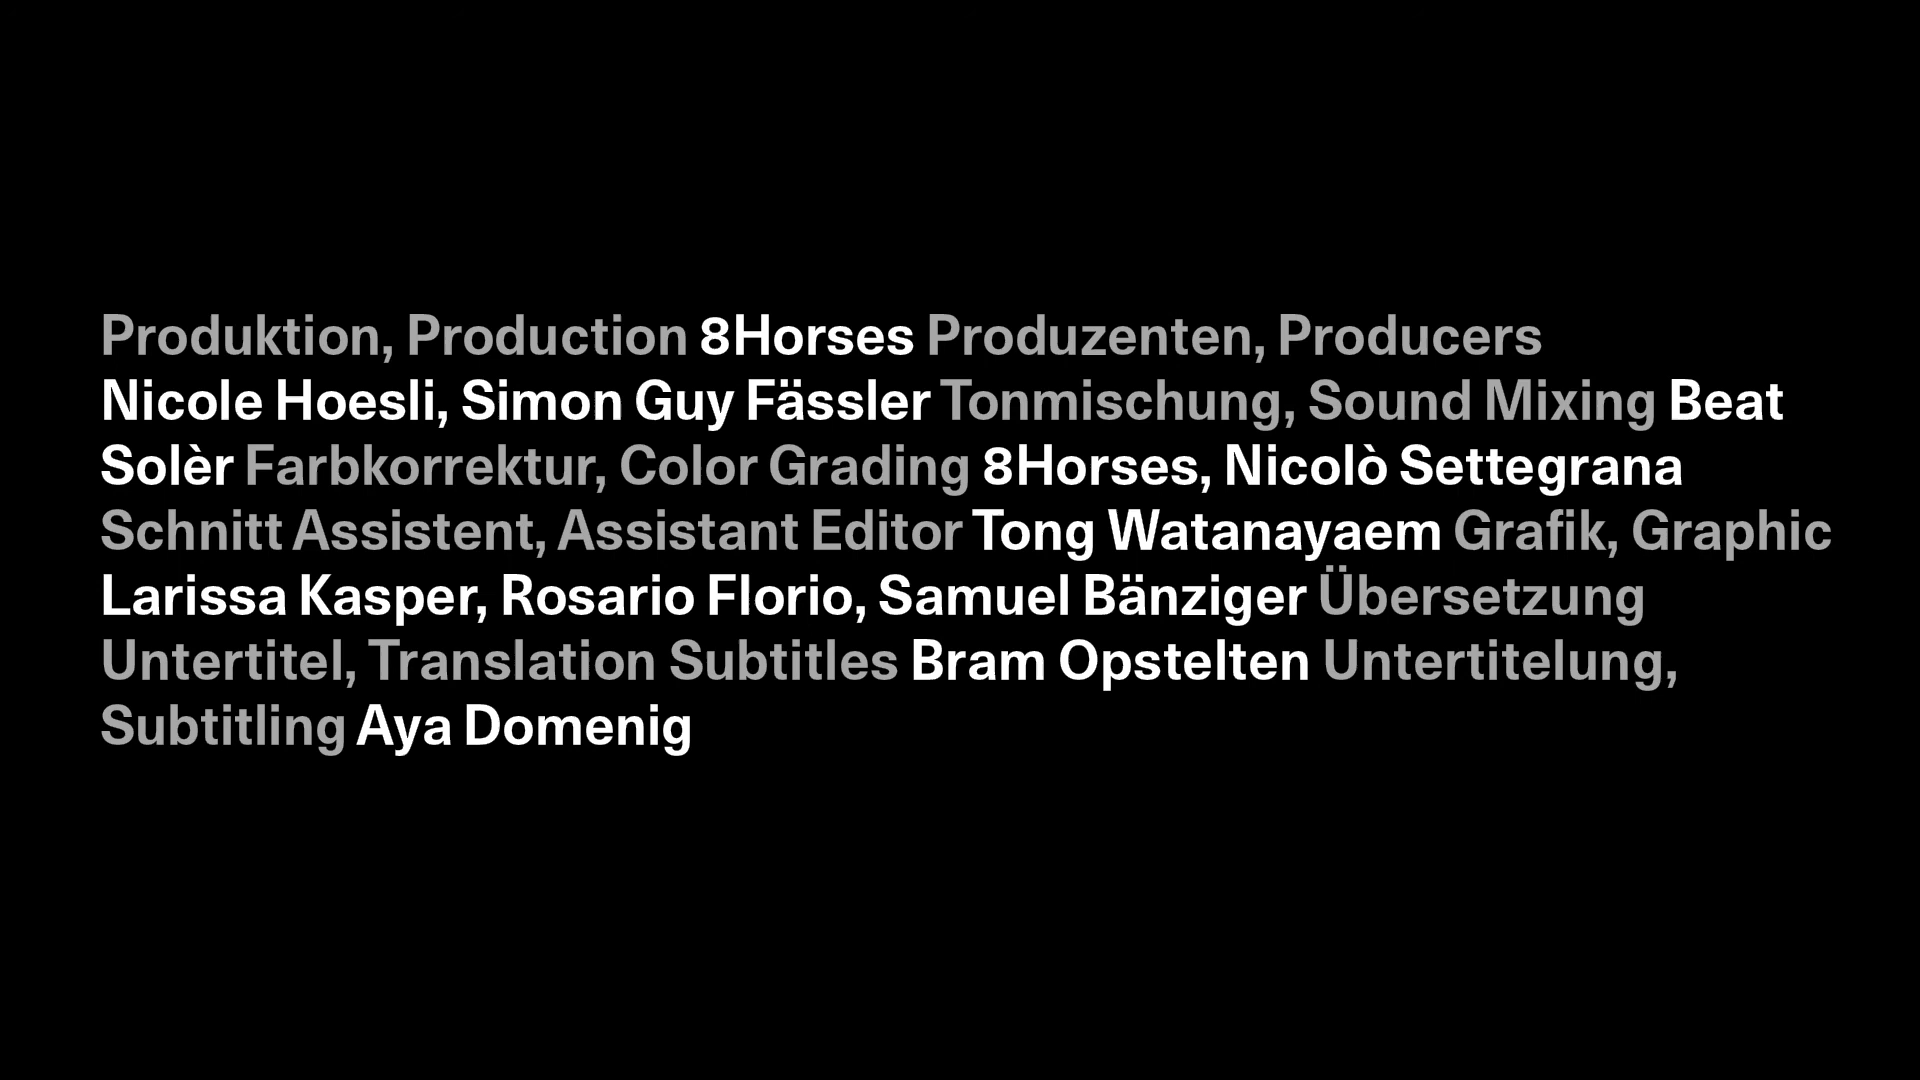 Produktion, Production 8Horses Produzenten, Producers
Nicole Hoesli, Simon Guy Fässler Tonmischung, Sound Mixing Beat
Solèr Farbkorrektur, Color Grading 8Horses, Nicolò Settegrana
Schnitt Assistent, Assistant Editor Tong Watanayaem Grafik, Graphic
Larissa Kasper, Rosario Florio, Samuel Bänziger Übersetzung
Untertitel, Translation Subtitles Bram Opstelten Untertitelung,
Subtitling Aya Domenig